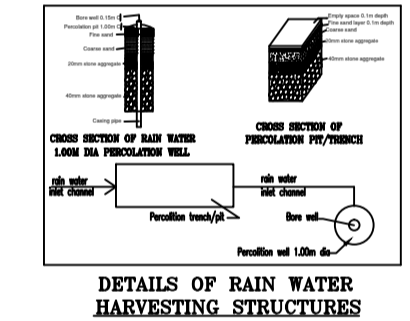 Bore well 0.15m D
Percolation pit 1.00m D
Fine sand
Coarse sand
20mm stone aggregate
40mm stone aggregate
Casing pipe
CROSS SECTION OF RAIN WATER
1.00M DIA PERCOLATION WELL
Empty space 0.1m depth
Fine sand layer 0.1m depth
Coarse sand
20mm stone aggregate
40mm stone aggregate
CROSS SECTION OF
PERCOLATION PIT/TRENCH
rain water
inlet channel
Percolition trench/pit
rain water
inlet channel
Bore well
Percolition well 1.00m dia
DETAILS OF RAIN WATER
HARVESTING STRUCTURES